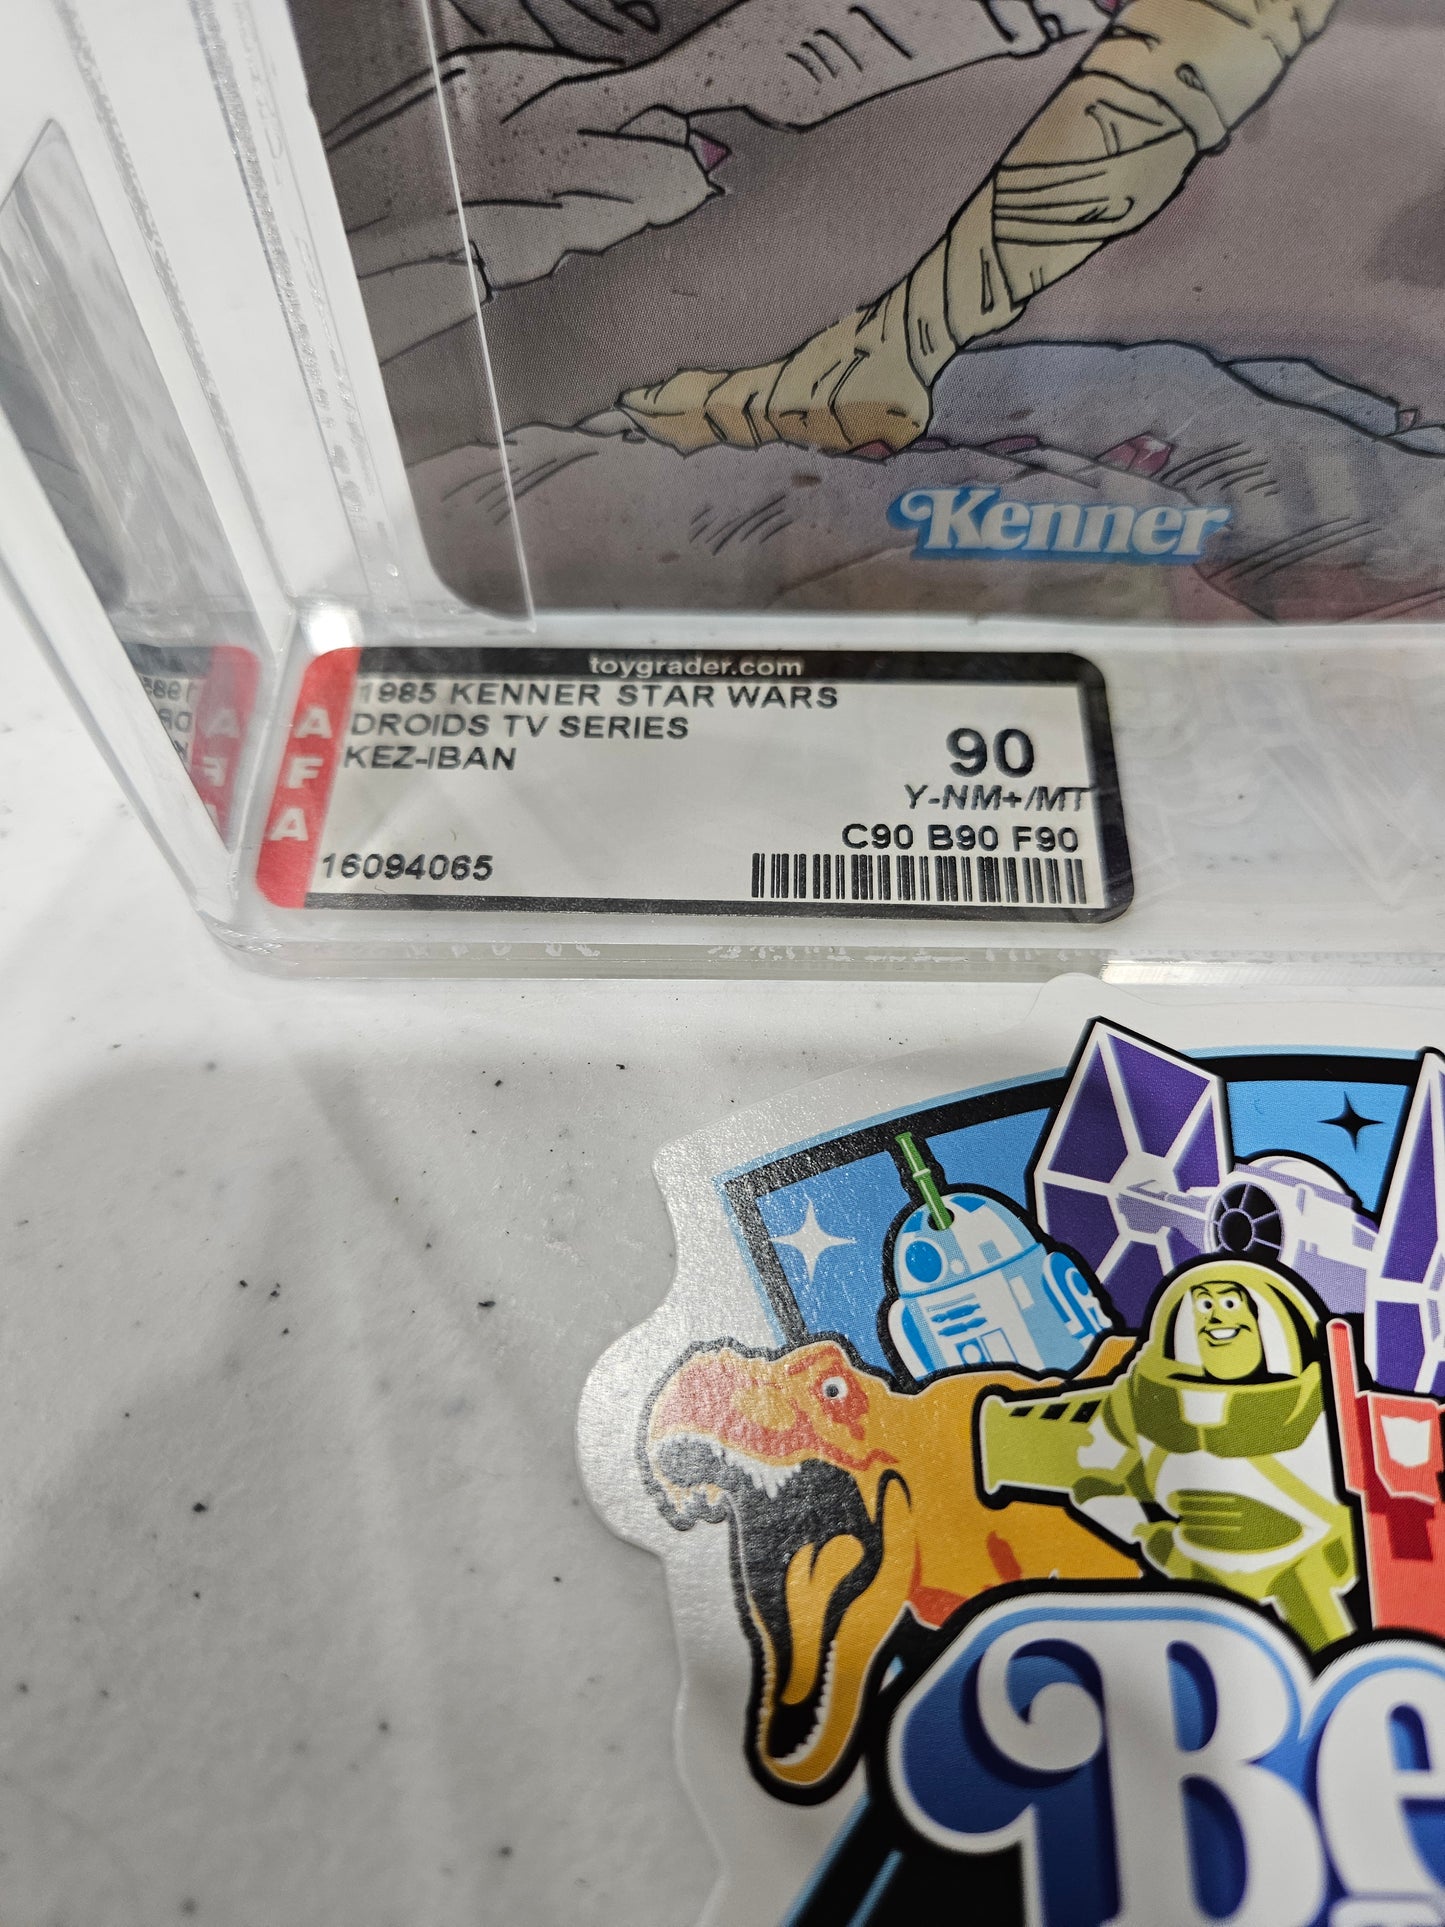 Kenner
toygrader.com
AFA
1985 KENNER STAR WARS
DROIDS TV SERIES
KEZ-IBAN
90
Y-NM+/MT
C90 B90 F90
16094065
Be